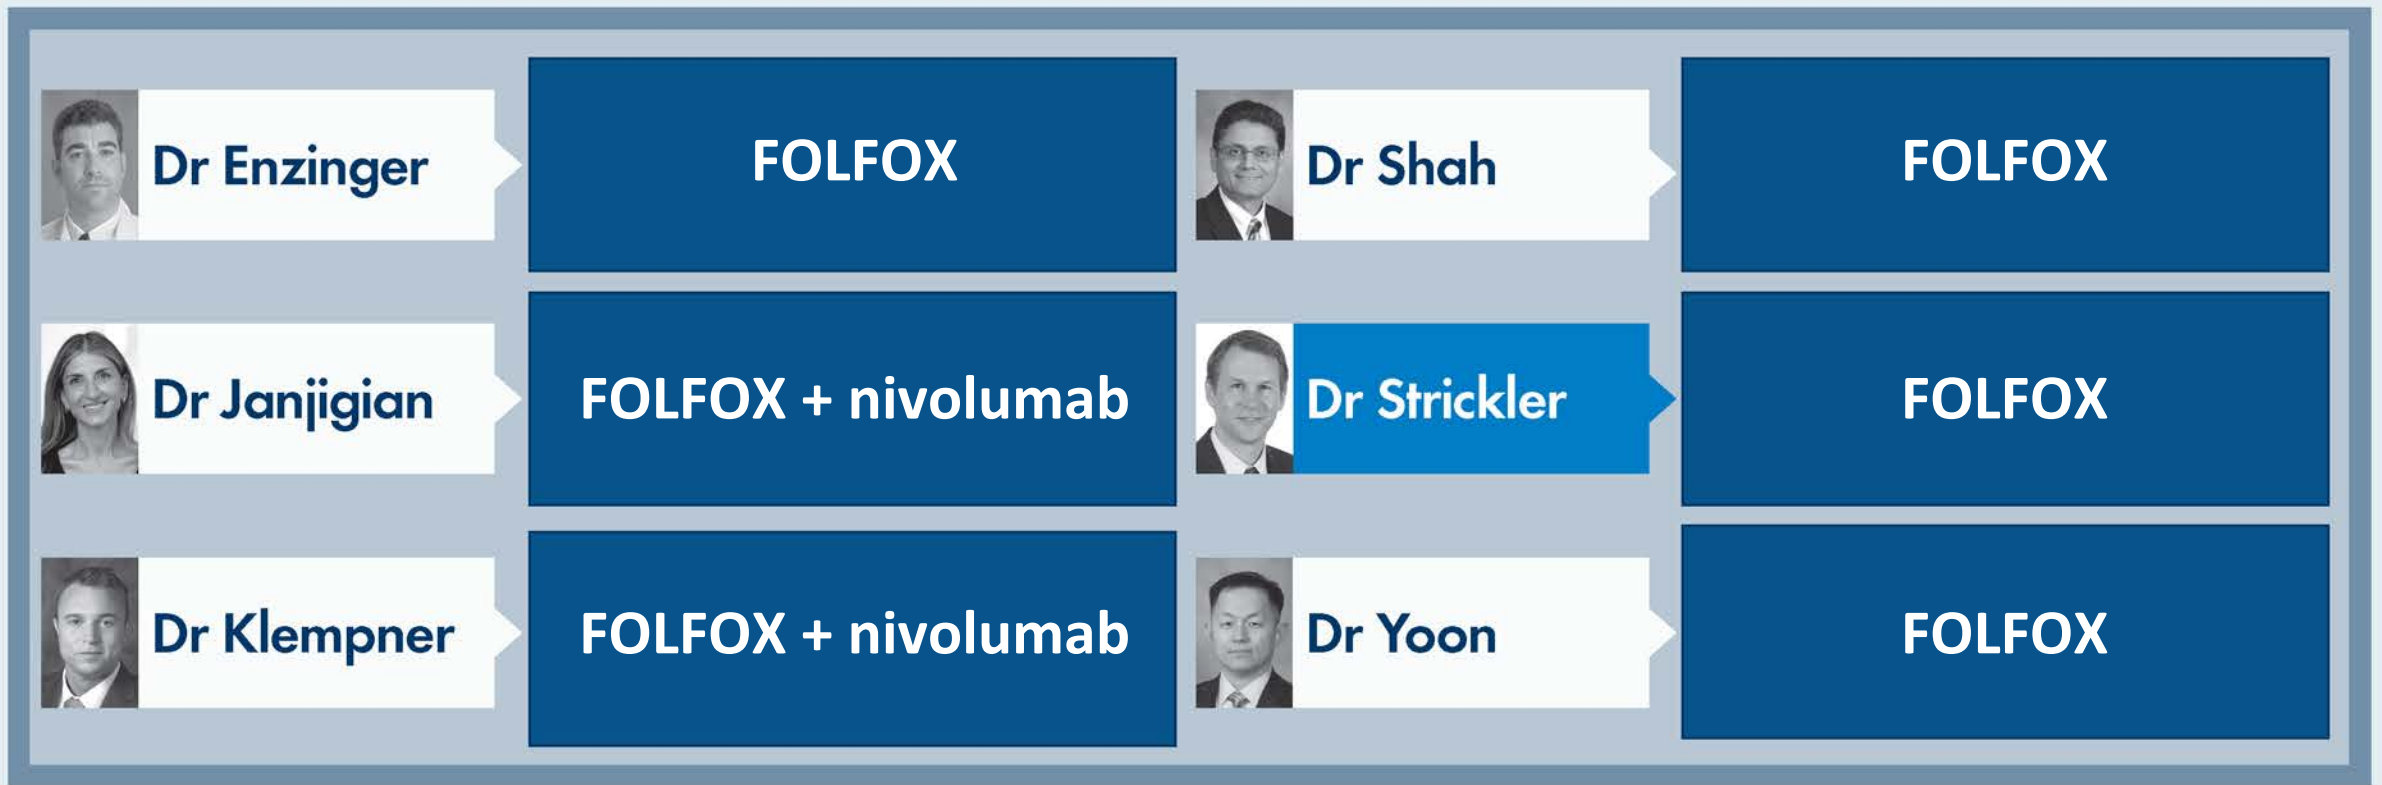 Dr Enzinger
FOLFOX
Dr Shah
FOLFOX
Dr Janjigian
FOLFOX + nivolumab
Dr Strickler
FOLFOX
Dr Klempner
FOLFOX + nivolumab
Dr Yoon
FOLFOX